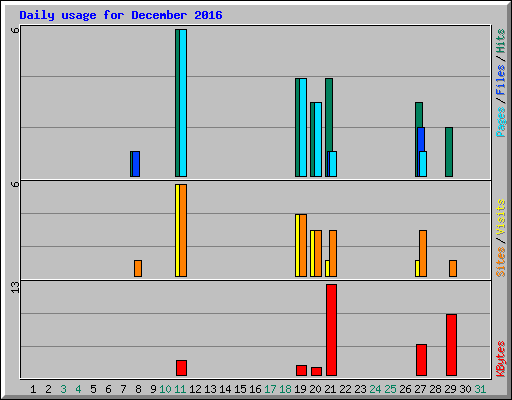 Daily usage for December 2016
6
Pages / Files / Hits
6
Sites / Visits
13
KBytes
1 2 3 4 5 6 7 8 9 10 11 12 13 14 15 16 17 18 19 20 21 22 23 24 25 26 27 28 29 30 31